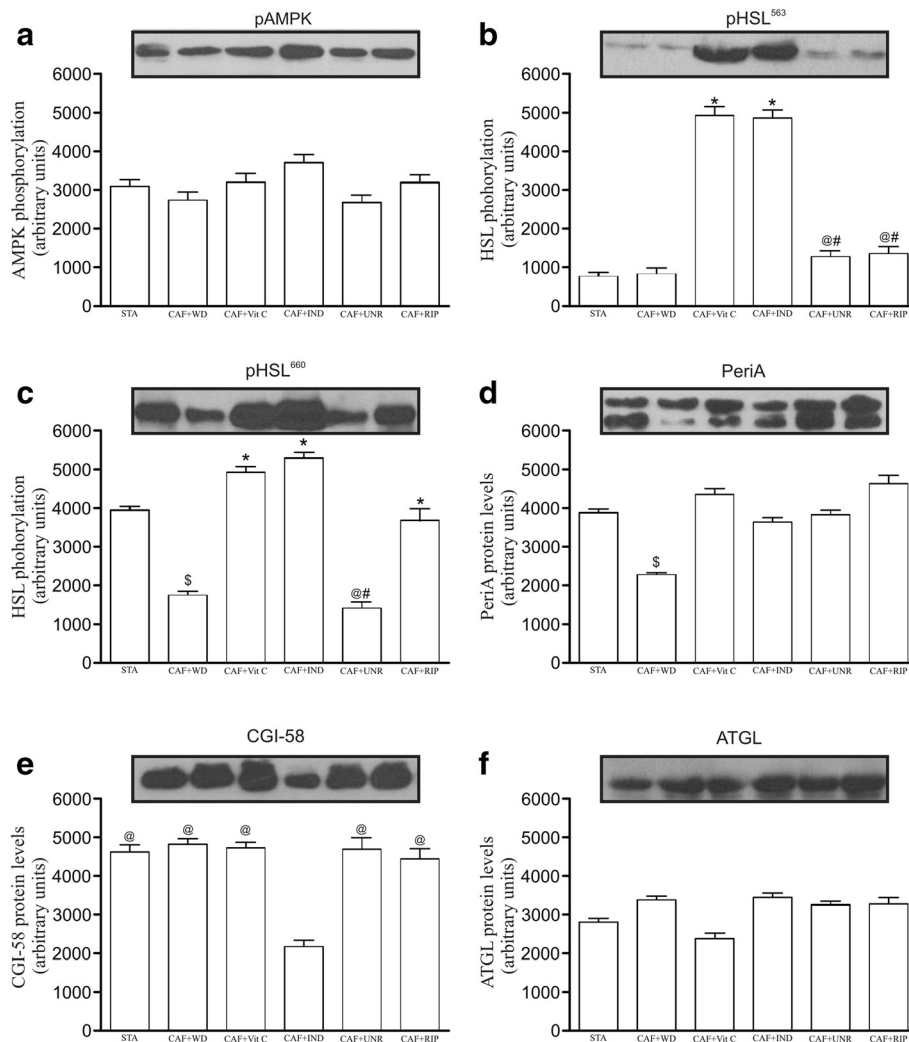 a
pAMPK
AMPK phosphorylation
(arbitrary units)
6000
5000
4000
3000
2000
1000
0
STA CAF+WD CAF+Vit C CAF+IND CAF+UNR CAF+RIP
b
pHSL⁵⁶³
HSL phohorylation
(arbitrary units)
6000
5000
4000
3000
2000
1000
0
* *
@# @#
STA CAF+WD CAF+Vit C CAF+IND CAF+UNR CAF+RIP
c
pHSL⁶⁶⁰
HSL phohorylation
(arbitrary units)
6000
5000
4000
3000
2000
1000
0
$ * * @# *
STA CAF+WD CAF+Vit C CAF+IND CAF+UNR CAF+RIP
d
PeriA
PeriA protein levels
(arbitrary units)
6000
5000
4000
3000
2000
1000
0
$
STA CAF+WD CAF+Vit C CAF+IND CAF+UNR CAF+RIP
e
CGI-58
CGI-58 protein levels
(arbitrary units)
6000
5000
4000
3000
2000
1000
0
@ @ @ @ @
STA CAF+WD CAF+Vit C CAF+IND CAF+UNR CAF+RIP
f
ATGL
ATGL protein levels
(arbitrary units)
6000
5000
4000
3000
2000
1000
0
STA CAF+WD CAF+Vit C CAF+IND CAF+UNR CAF+RIP